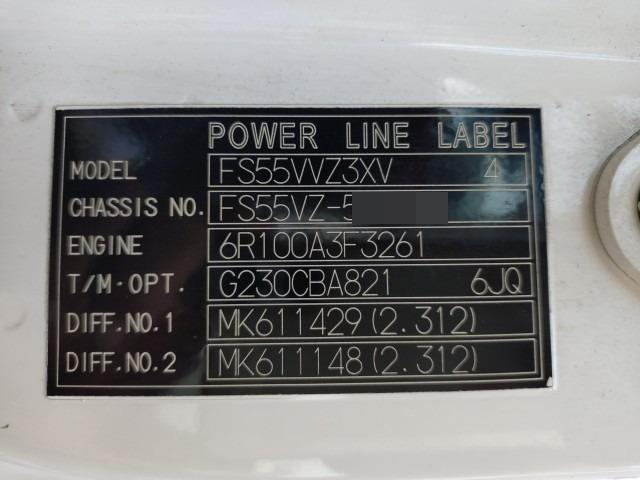 POWER LINE LABEL
MODEL FS55VVZ3XV 4
CHASSIS NO. FS55VZ-5
ENGINE 6R100A3F3261
T/M·OPT. G230CBA821 6JQ
DIFF.NO.1 MK611429(2.312)
DIFF.NO.2 MK611148(2.312)